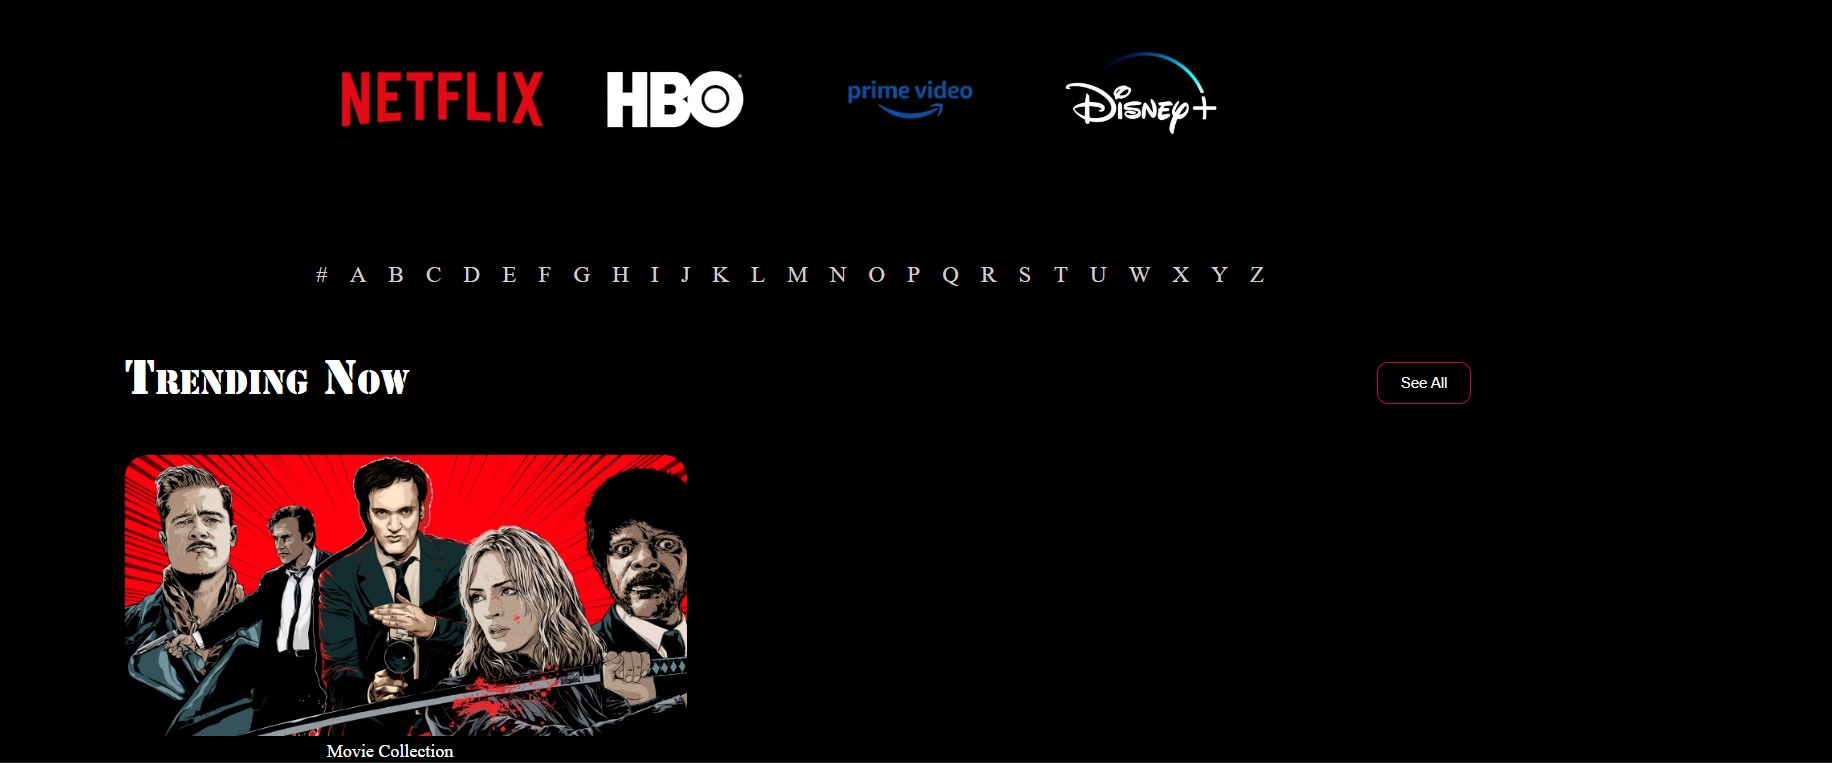 NETFLIX HBO prime video Disney+
# A B C D E F G H I J K L M N O P Q R S T U W X Y Z
Trending Now See All
Movie Collection